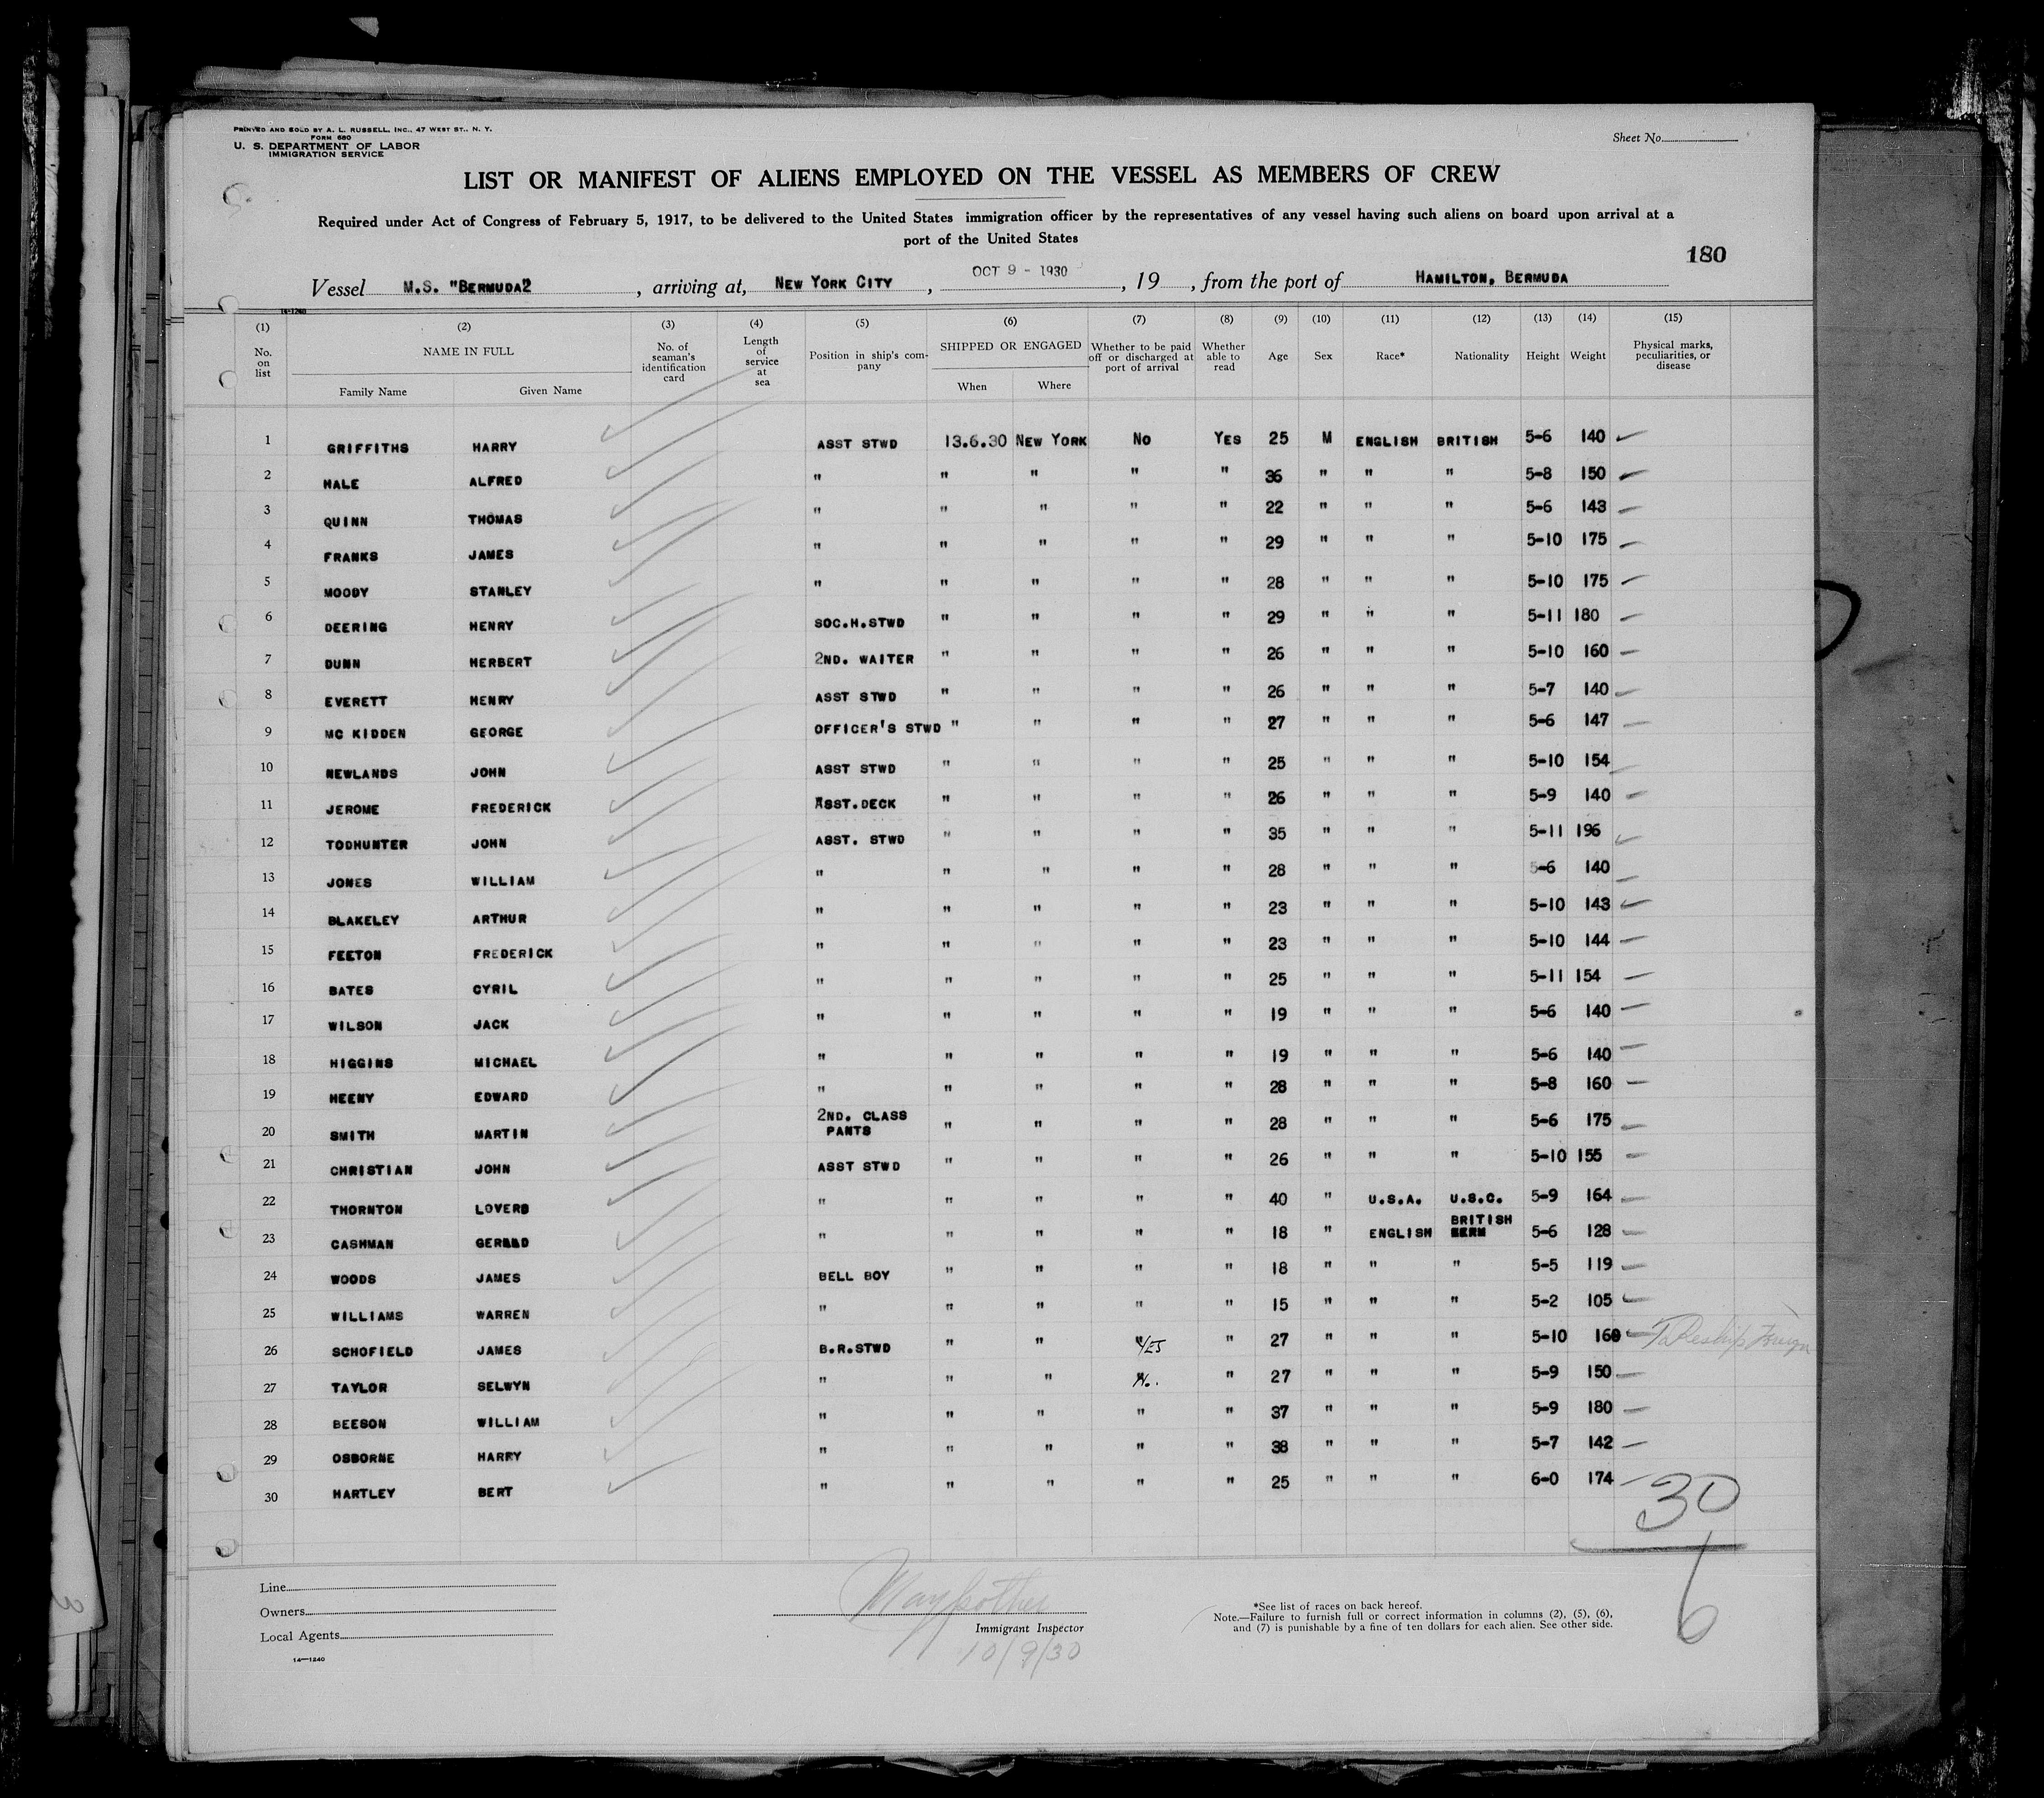 PRINTED AND SOLD BY A. L. RUSSELL, INC., 47 WEST ST., N. Y.
FORM 680
U. S. DEPARTMENT OF LABOR
IMMIGRATION SERVICE
Sheet No.
LIST OR MANIFEST OF ALIENS EMPLOYED ON THE VESSEL AS MEMBERS OF CREW
Required under Act of Congress of February 5, 1917, to be delivered to the United States immigration officer by the representatives of any vessel having such aliens on board upon arrival at a
port of the United States
180
Vessel M.S. "BERMUDA2, arriving at, NEW YORK CITY, OCT 9 - 1930, 19 , from the port of HAMILTON, BERMUDA
14-1240
(1) (2) (3) (4) (5) (6) (7) (8) (9) (10) (11) (12) (13) (14) (15)
No. on list NAME IN FULL Family Name Given Name No. of seaman's identification card Length of service at sea Position in ship's company SHIPPED OR ENGAGED When Where Whether to be paid off or discharged at port of arrival Whether able to read Age Sex Race* Nationality Height Weight Physical marks, peculiarities, or disease
1 GRIFFITHS HARRY ASST STWD 13.6.30 NEW YORK NO YES 25 M ENGLISH BRITISH 5-6 140
2 HALE ALFRED " " " " " 36 " " " 5-8 150
3 QUINN THOMAS " " " " " 22 " " " 5-6 143
4 FRANKS JAMES " " " " " 29 " " " 5-10 175
5 MOODY STANLEY " " " " " 28 " " " 5-10 175
6 DEERING HENRY SOC.H.STWD " " " " 29 " " " 5-11 180
7 DUNN HERBERT 2ND. WAITER " " " " 26 " " " 5-10 160
8 EVERETT HENRY ASST STWD " " " " 26 " " " 5-7 140
9 MC KIDDEN GEORGE OFFICER'S STWD " " " " 27 " " " 5-6 147
10 NEWLANDS JOHN ASST STWD " " " " 25 " " " 5-10 154
11 JEROME FREDERICK ASST.DECK " " " " 26 " " " 5-9 140
12 TODHUNTER JOHN ASST. STWD " " " " 35 " " " 5-11 196
13 JONES WILLIAM " " " " " 28 " " " 5-6 140
14 BLAKELEY ARTHUR " " " " " 23 " " " 5-10 143
15 FEETON FREDERICK " " " " " 23 " " " 5-10 144
16 BATES CYRIL " " " " " 25 " " " 5-11 154
17 WILSON JACK " " " " " 19 " " " 5-6 140
18 HIGGINS MICHAEL " " " " " 19 " " " 5-6 140
19 HEENY EDWARD " " " " " 28 " " " 5-8 160
20 SMITH MARTIN 2ND. CLASS PANTS " " " " 28 " " " 5-6 175
21 CHRISTIAN JOHN ASST STWD " " " " 26 " " " 5-10 155
22 THORNTON LOVERS " " " " " 40 " U.S.A. U.S.C. 5-9 164
23 CASHMAN GERALD " " " " " 18 " ENGLISH BRITISH 5-6 128
24 WOODS JAMES BELL BOY " " " " 18 " " " 5-5 119
25 WILLIAMS WARREN " " " " " 15 " " " 5-2 105
26 SCHOFIELD JAMES B.R.STWD " " YES " 27 " " " 5-10 160
27 TAYLOR SELWYN " " " No. " 27 " " " 5-9 150
28 BEESON WILLIAM " " " " " 37 " " " 5-9 180
29 OSBORNE HARRY " " " " " 38 " " " 5-7 142
30 HARTLEY BERT " " " " " 25 " " " 6-0 174
30
6
Line
Owners
Local Agents
14—1240
Immigrant Inspector
10/9/30
*See list of races on back hereof.
Note.—Failure to furnish full or correct information in columns (2), (5), (6),
and (7) is punishable by a fine of ten dollars for each alien. See other side.